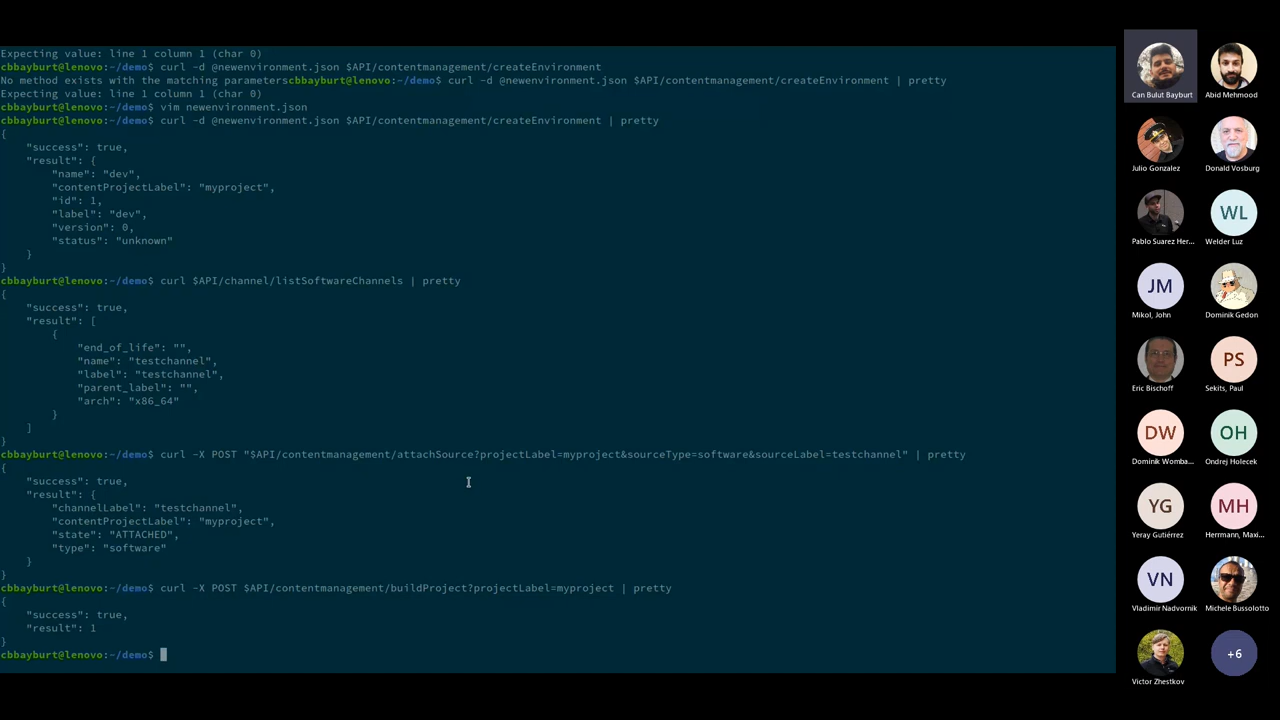 Expecting value: line 1 column 1 (char 0)
cbbayburt@lenovo:~/demo$ curl -d @newenvironment.json $API/contentmanagement/createEnvironment
No method exists with the matching parameterscbbayburt@lenovo:~/demo$ curl -d @newenvironment.json $API/contentmanagement/createEnvironment | pretty
Expecting value: line 1 column 1 (char 0)
cbbayburt@lenovo:~/demo$ vim newenvironment.json
cbbayburt@lenovo:~/demo$ curl -d @newenvironment.json $API/contentmanagement/createEnvironment | pretty
{
    "success": true,
    "result": {
        "name": "dev",
        "contentProjectLabel": "myproject",
        "id": 1,
        "label": "dev",
        "version": 0,
        "status": "unknown"
    }
}
cbbayburt@lenovo:~/demo$ curl $API/channel/listSoftwareChannels | pretty
{
    "success": true,
    "result": [
        {
            "end_of_life": "",
            "name": "testchannel",
            "label": "testchannel",
            "parent_label": "",
            "arch": "x86_64"
        }
    ]
}
cbbayburt@lenovo:~/demo$ curl -X POST "$API/contentmanagement/attachSource?projectLabel=myproject&sourceType=software&sourceLabel=testchannel" | pretty
{
    "success": true,
    "result": {
        "channelLabel": "testchannel",
        "contentProjectLabel": "myproject",
        "state": "ATTACHED",
        "type": "software"
    }
}
cbbayburt@lenovo:~/demo$ curl -X POST $API/contentmanagement/buildProject?projectLabel=myproject | pretty
{
    "success": true,
    "result": 1
}
cbbayburt@lenovo:~/demo$
Can Bulut Bayburt
Abid Mehmood
Julio Gonzalez
Donald Vosburg
Pablo Suarez Her...
WL
Welder Luz
JM
Mikol, John
Dominik Gedon
Eric Bischoff
PS
Sekits, Paul
DW
Dominik Womba...
OH
Ondrej Holecek
YG
Yeray Gutiérrez
MH
Herrmann, Maxi...
VN
Vladimir Nadvornik
Michele Bussolotto
Victor Zhestkov
+6